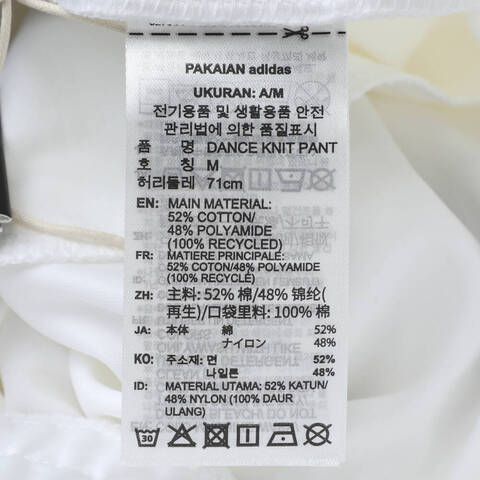 PAKAIAN adidas
UKURAN: A/M
전기용품 및 생활용품 안전
관리법에 의한 품질표시
품 명 DANCE KNIT PANT
호 칭 M
허리둘레 71cm
EN: MAIN MATERIAL:
52% COTTON/
48% POLYAMIDE
(100% RECYCLED)
FR: MATIERE PRINCIPALE:
52% COTON/48% POLYAMIDE
(100% RECYCLÉ)
ZH: 主料: 52% 棉/48% 锦纶(
再生)/口袋里料: 100% 棉
JA: 本体 綿 52%
ナイロン 48%
KO: 주소재: 면 52%
나일론 48%
ID: MATERIAL UTAMA: 52% KATUN/
48% NYLON (100% DAUR
ULANG)
30